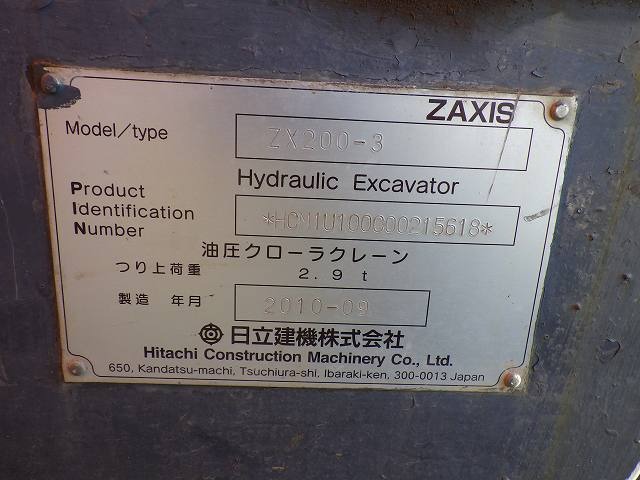 ZAXIS
Model/type ZX200-3
Hydraulic Excavator
Product
Identification
Number
*HCM1U100C00215618*
油圧クローラクレーン
つり上荷重 2.9 t
製造 年月 2010-09
日立建機株式会社
Hitachi Construction Machinery Co., Ltd.
650, Kandatsu-machi, Tsuchiura-shi, Ibaraki-ken, 300-0013 Japan